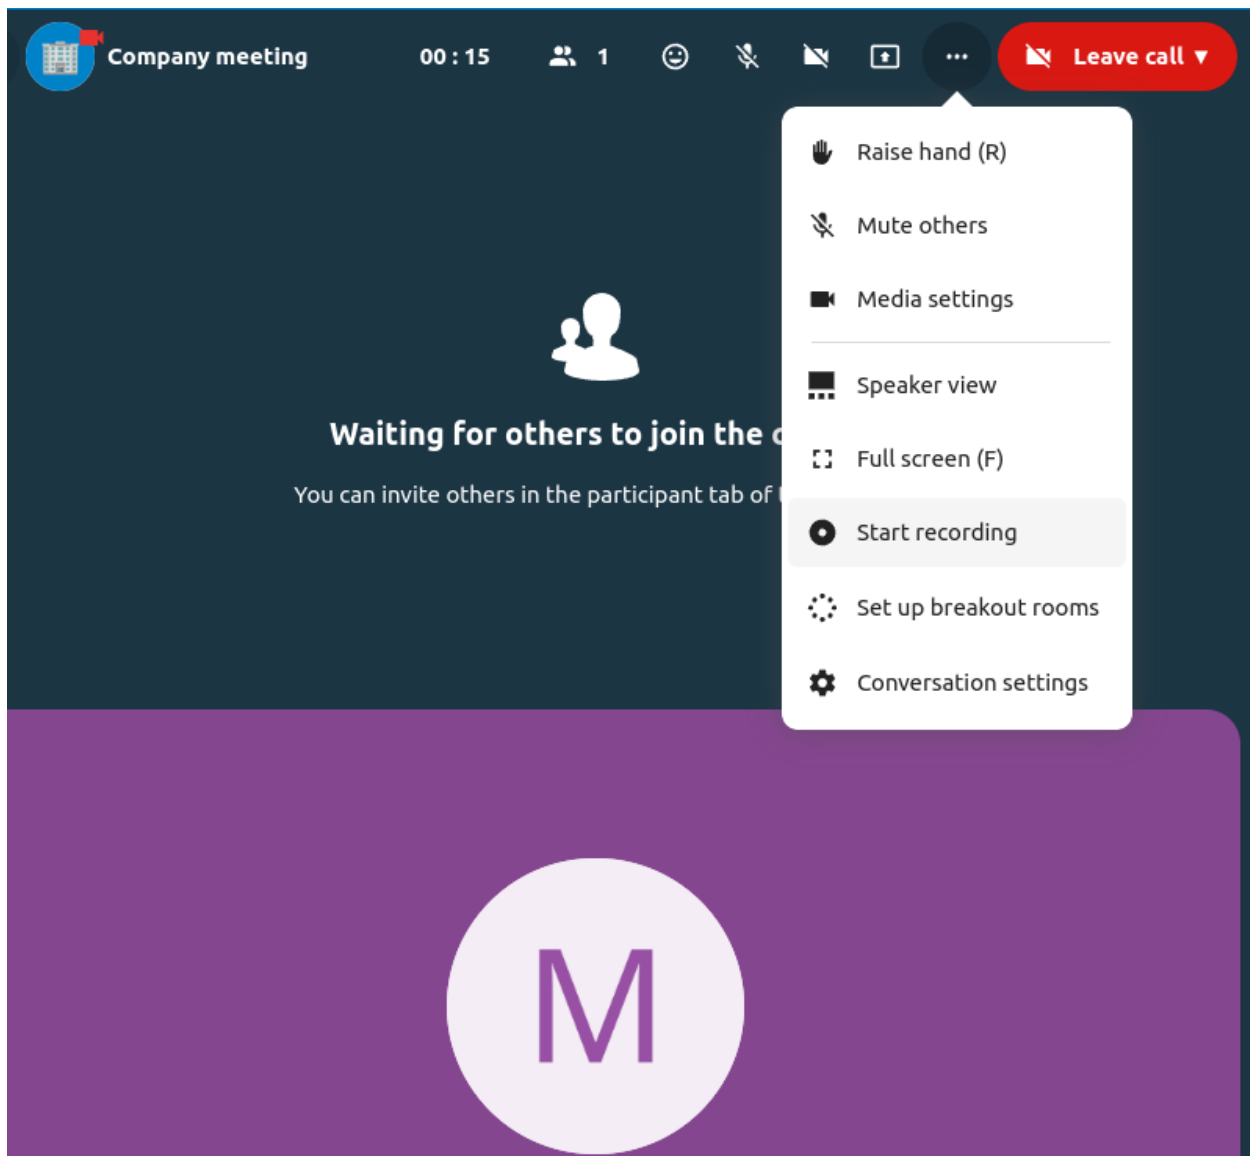 Company meeting
00 : 15
1
Leave call
Raise hand (R)
Mute others
Media settings
Speaker view
Full screen (F)
Start recording
Set up breakout rooms
Conversation settings
Waiting for others to join the
You can invite others in the participant tab of
M